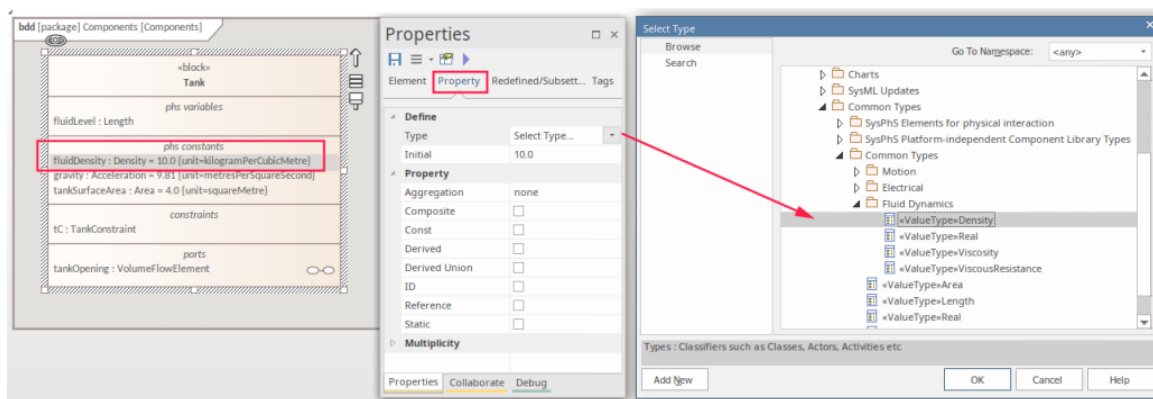 bdd [package] Components [Components]
«block»
Tank
phs variables
fluidLevel : Length
phs constants
fluidDensity : Density = 10.0 {unit=kilogramPerCubicMetre}
gravity : Acceleration = 9.81 {unit=metresPerSquareSecond}
tankSurfaceArea : Area = 4.0 {unit=squareMetre}
constraints
tC : TankConstraint
ports
tankOpening : VolumeFlowElement
Properties
Element Property Redefined/Subsett... Tags
Define
Type Select Type...
Initial 10.0
Property
Aggregation none
Composite
Const
Derived
Derived Union
ID
Reference
Static
Multiplicity
Properties Collaborate Debug
Select Type
Browse
Search
Go To Namespace: <any>
Charts
SysML Updates
Common Types
SysPhS Elements for physical interaction
SysPhS Platform-independent Component Library Types
Common Types
Motion
Electrical
Fluid Dynamics
«ValueType»Density
«ValueType»Real
«ValueType»Viscosity
«ValueType»ViscousResistance
«ValueType»Area
«ValueType»Length
«ValueType»Real
Types : Classifiers such as Classes, Actors, Activities etc
Add New OK Cancel Help